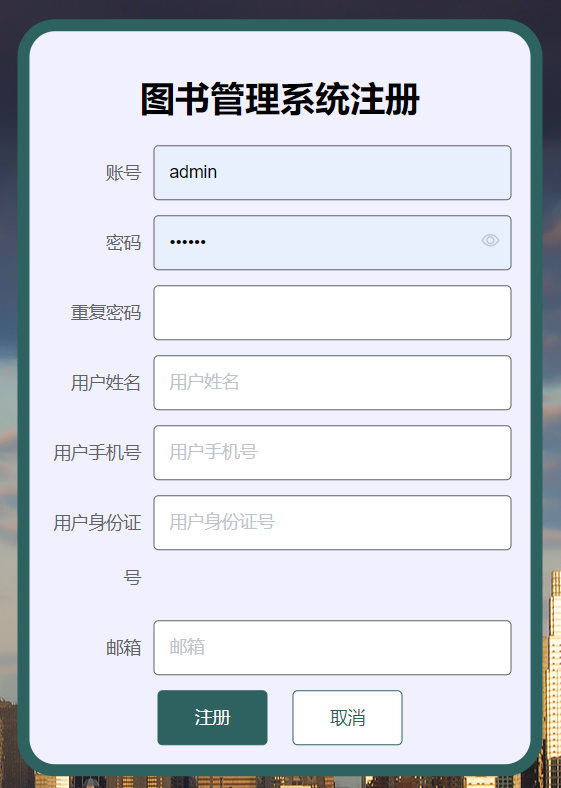 图书管理系统注册
账号 admin
密码 ••••••
重复密码
用户姓名 用户姓名
用户手机号 用户手机号
用户身份证 用户身份证号
号
邮箱 邮箱
注册 取消